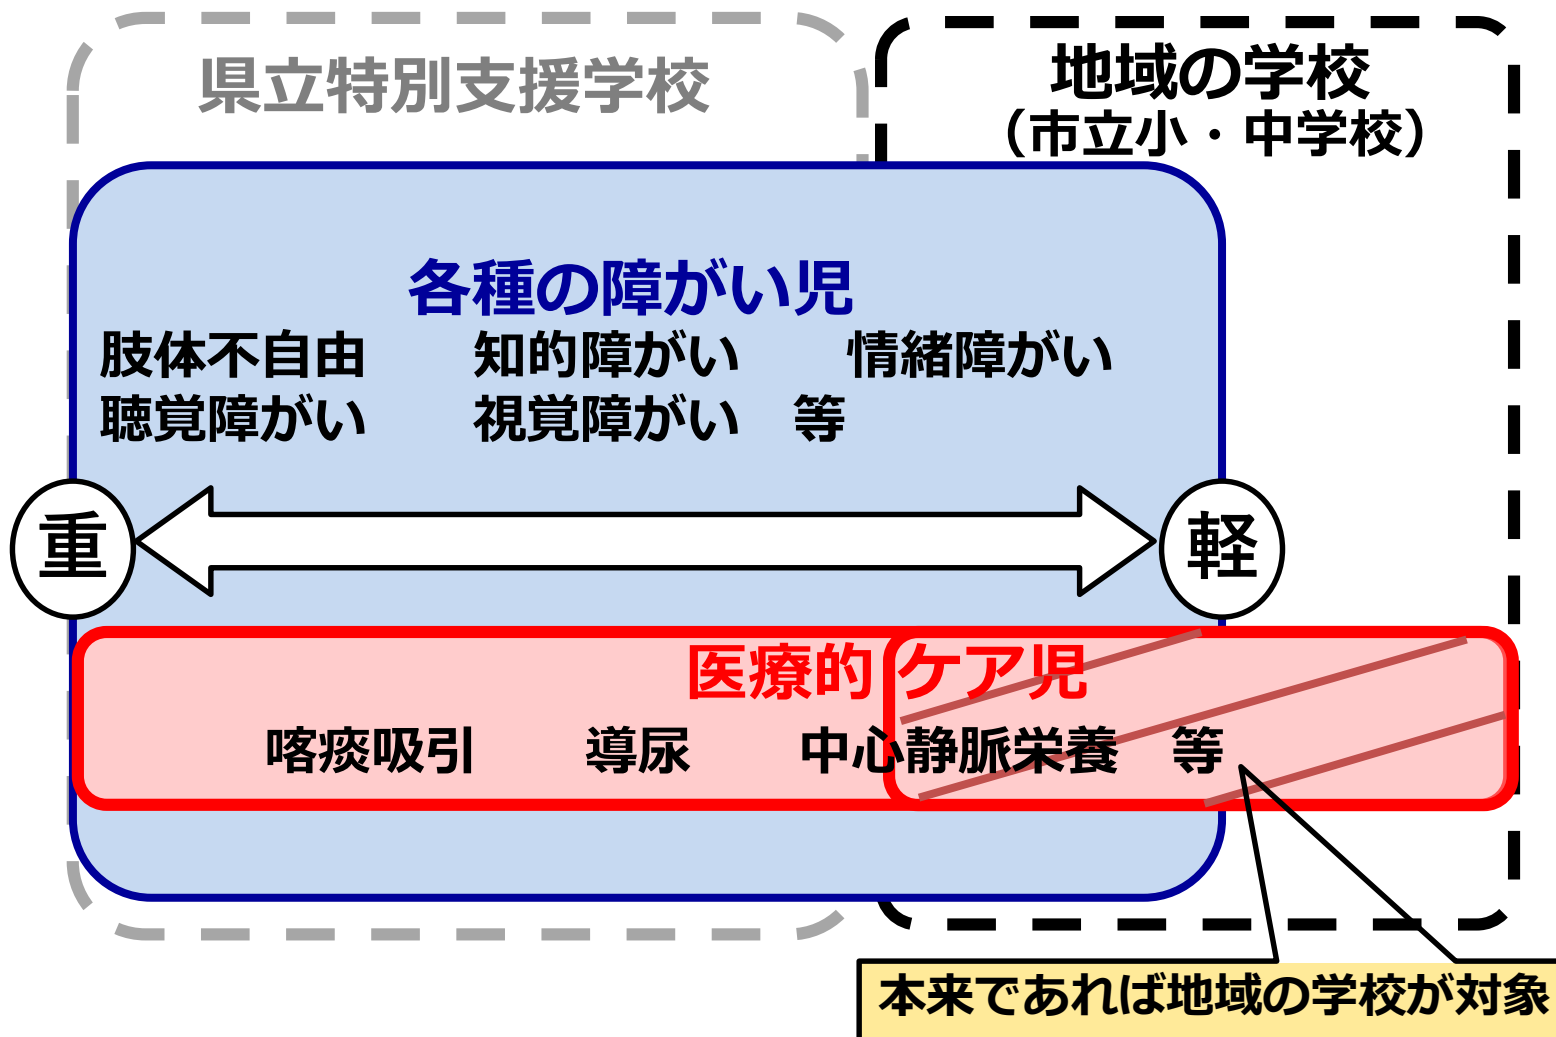 県立特別支援学校
地域の学校
（市立小・中学校）
各種の障がい児
肢体不自由　　知的障がい　　情緒障がい
聴覚障がい　　視覚障がい　等
重
軽
医療的ケア児
喀痰吸引　　導尿　　中心静脈栄養　等
本来であれば地域の学校が対象